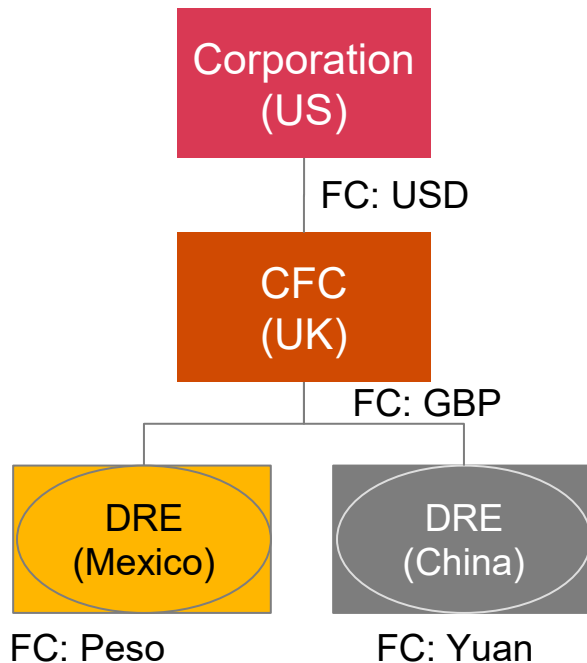 Corporation
(US)
FC: USD
CFC
(UK)
FC: GBP
DRE
(Mexico)
DRE
(China)
FC: Peso
FC: Yuan